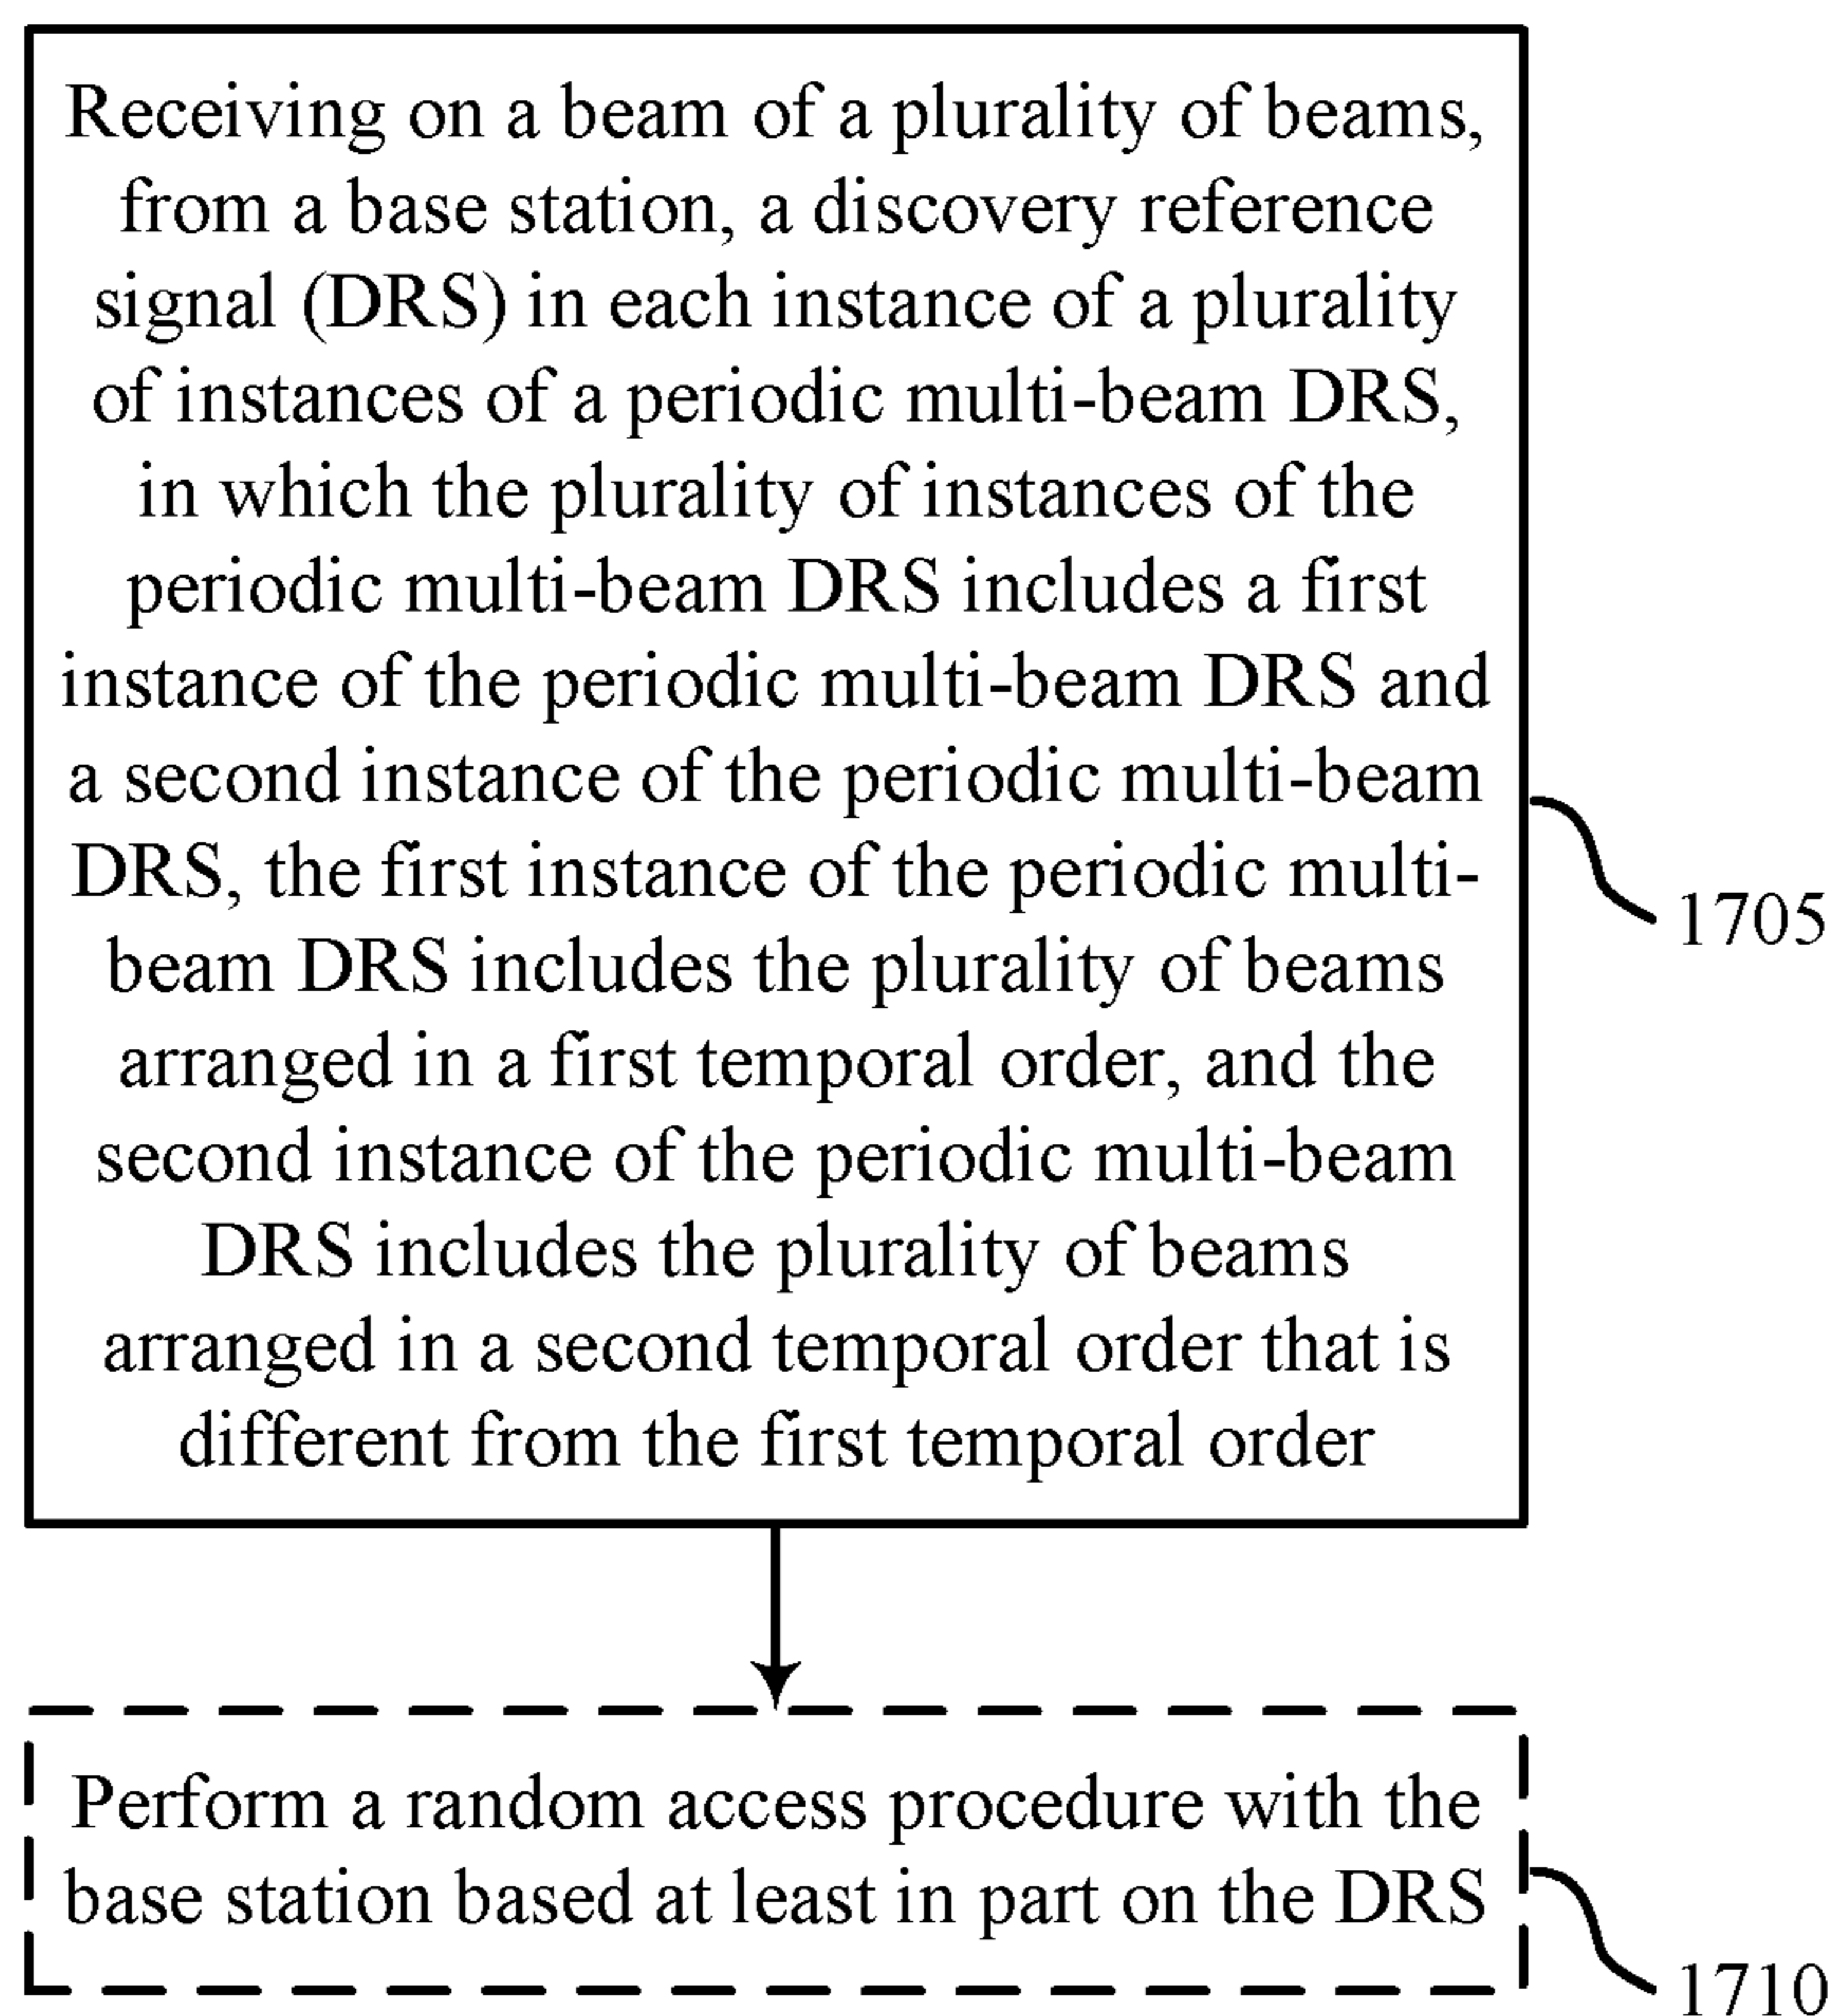 Receiving on a beam of a plurality of beams,
from a base station, a discovery reference
signal (DRS) in each instance of a plurality
of instances of a periodic multi-beam DRS,
in which the plurality of instances of the
periodic multi-beam DRS includes a first
instance of the periodic multi-beam DRS and
a second instance of the periodic multi-beam
DRS, the first instance of the periodic multi-
beam DRS includes the plurality of beams
arranged in a first temporal order, and the
second instance of the periodic multi-beam
DRS includes the plurality of beams
arranged in a second temporal order that is
different from the first temporal order
1705
Perform a random access procedure with the
base station based at least in part on the DRS
1710